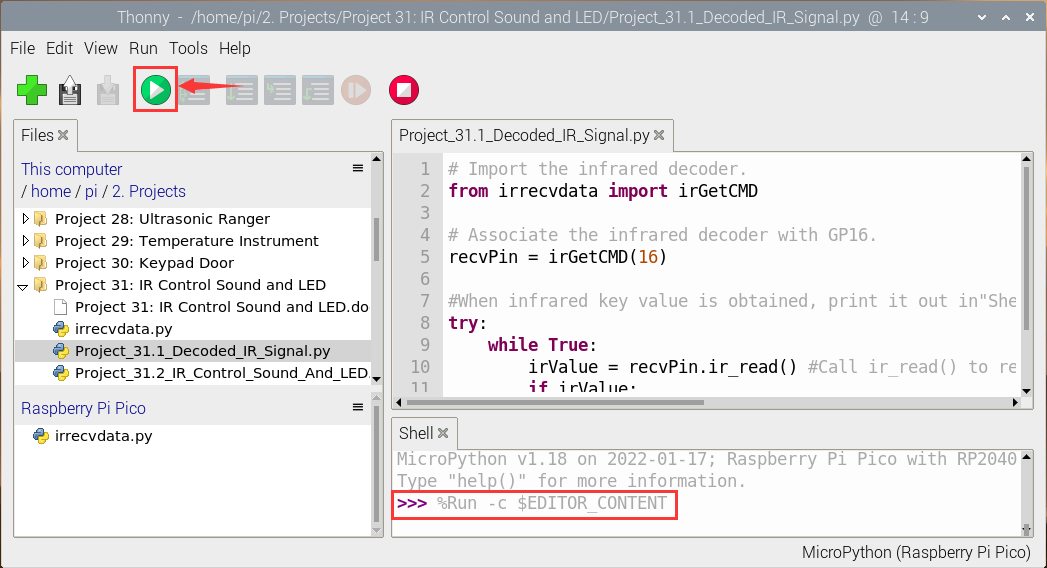 Thonny - /home/pi/2. Projects/Project 31: IR Control Sound and LED/Project_31.1_Decoded_IR_Signal.py @ 14 : 9
File Edit View Run Tools Help
Files
This computer
/ home / pi / 2. Projects
Project 28: Ultrasonic Ranger
Project 29: Temperature Instrument
Project 30: Keypad Door
Project 31: IR Control Sound and LED
Project 31: IR Control Sound and LED.do
irrecvdata.py
Project_31.1_Decoded_IR_Signal.py
Project_31.2_IR_Control_Sound_And_LED.
Raspberry Pi Pico
irrecvdata.py
Project_31.1_Decoded_IR_Signal.py
1 # Import the infrared decoder.
2 from irrecvdata import irGetCMD
3
4 # Associate the infrared decoder with GP16.
5 recvPin = irGetCMD(16)
6
7 #When infrared key value is obtained, print it out in"She
8 try:
9 while True:
10 irValue = recvPin.ir_read() #Call ir_read() to re
11 if irValue:
Shell
MicroPython v1.18 on 2022-01-17; Raspberry Pi Pico with RP2040
Type "help()" for more information.
>>> %Run -c $EDITOR_CONTENT
MicroPython (Raspberry Pi Pico)